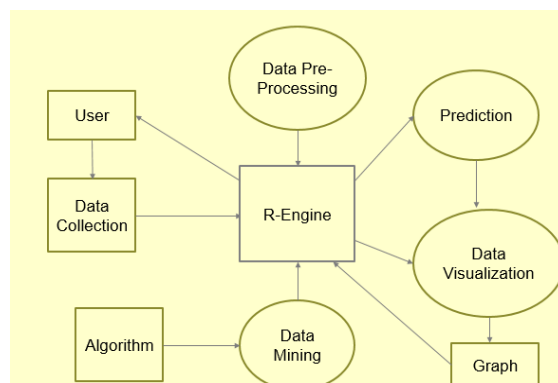 Data Pre-
Processing
User
Prediction
Data
Collection
R-Engine
Data
Visualization
Algorithm
Data
Mining
Graph